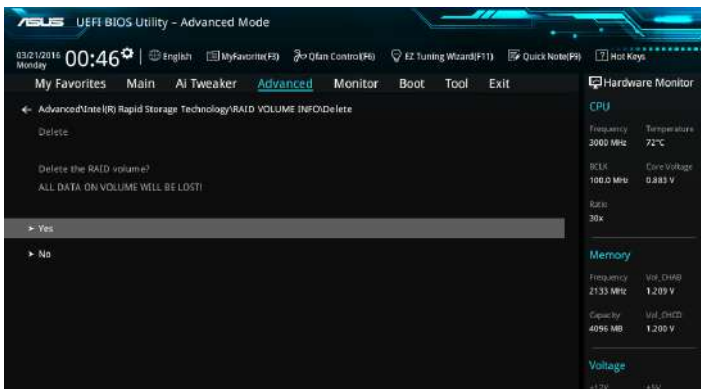 ASUS UEFI BIOS Utility – Advanced Mode
03/21/2016 Monday 00:46 English MyFavorite(F3) Qfan Control(F6) EZ Tuning Wizard(F11) Quick Note(F9) ? Hot Keys
My Favorites Main Ai Tweaker Advanced Monitor Boot Tool Exit
Hardware Monitor
Advanced\Intel(R) Rapid Storage Technology\RAID VOLUME INFO\Delete
Delete
Delete the RAID volume?
ALL DATA ON VOLUME WILL BE LOST!
> Yes
> No
CPU
Frequency Temperature
3000 MHz 72°C
BCLK Core Voltage
100.0 MHz 0.883 V
Ratio
30x
Memory
Frequency Vol_CHAB
2133 MHz 1.209 V
Capacity Vol_CHCD
4096 MB 1.200 V
Voltage
+12V +5V